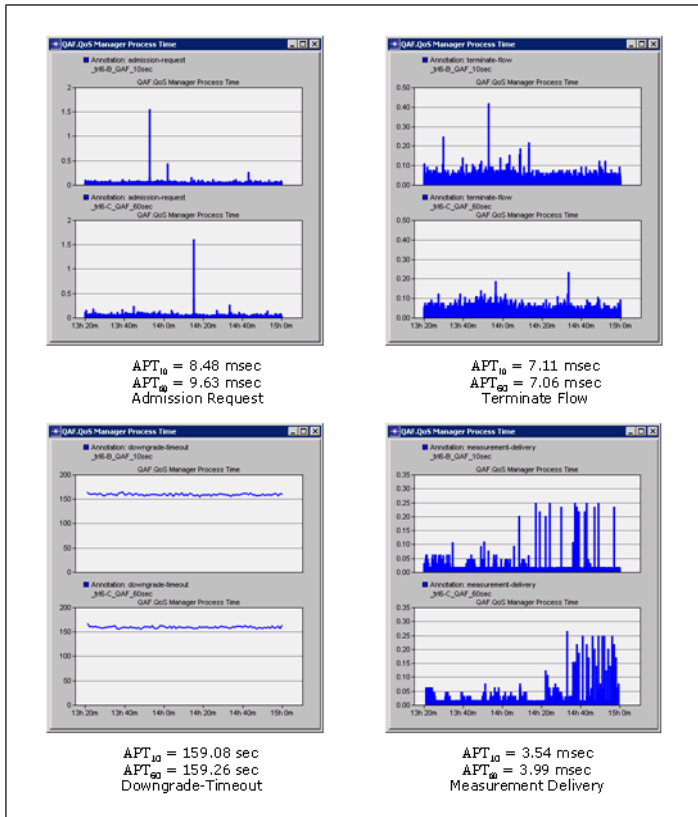 QAF.QoS Manager Process Time
Annotation: admission-request
_trl6-B_QAF_10sec
QAF.QoS Manager Process Time
2
1.5
1
0.5
0
Annotation: admission-request
_trl6-C_QAF_60sec
QAF.QoS Manager Process Time
2
1.5
1
0.5
0
13h 20m 13h 40m 14h 0m 14h 20m 14h 40m 15h 0m
APT10 = 8.48 msec
APT60 = 9.63 msec
Admission Request
QAF.QoS Manager Process Time
Annotation: terminate-flow
_trl6-B_QAF_10sec
QAF.QoS Manager Process Time
0.50
0.40
0.30
0.20
0.10
0.00
Annotation: terminate-flow
_trl6-C_QAF_60sec
QAF.QoS Manager Process Time
0.50
0.40
0.30
0.20
0.10
0.00
13h 20m 13h 40m 14h 0m 14h 20m 14h 40m 15h 0m
APT10 = 7.11 msec
APT60 = 7.06 msec
Terminate Flow
QAF.QoS Manager Process Time
Annotation: downgrade-timeout
_trl6-B_QAF_10sec
QAF.QoS Manager Process Time
200
150
100
50
0
Annotation: downgrade-timeout
_trl6-C_QAF_60sec
QAF.QoS Manager Process Time
200
150
100
50
0
13h 20m 13h 40m 14h 0m 14h 20m 14h 40m 15h 0m
APT10 = 159.08 sec
APT60 = 159.26 sec
Downgrade-Timeout
QAF.QoS Manager Process Time
Annotation: measurement-delivery
_trl6-B_QAF_10sec
QAF.QoS Manager Process Time
0.35
0.30
0.25
0.20
0.15
0.10
0.05
0.00
Annotation: measurement-delivery
_trl6-C_QAF_60sec
QAF.QoS Manager Process Time
0.35
0.30
0.25
0.20
0.15
0.10
0.05
0.00
13h 20m 13h 40m 14h 0m 14h 20m 14h 40m 15h 0m
APT10 = 3.54 msec
APT60 = 3.99 msec
Measurement Delivery